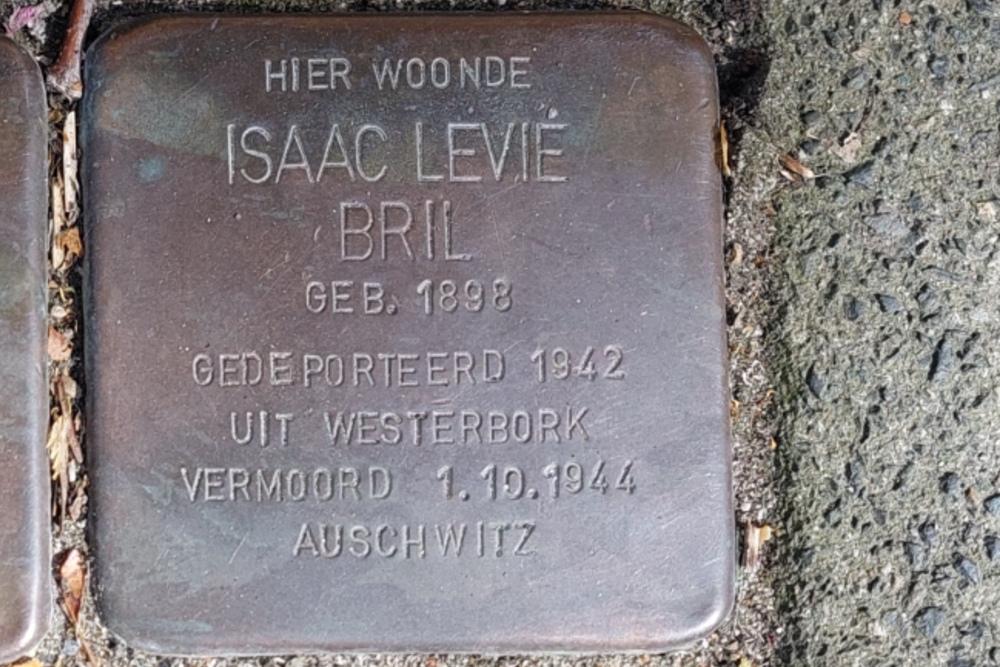 HIER WOONDE
ISAAC LEVIE
BRIL
GEB. 1898
GEDEPORTEERD 1942
UIT WESTERBORK
VERMOORD 1.10.1944
AUSCHWITZ